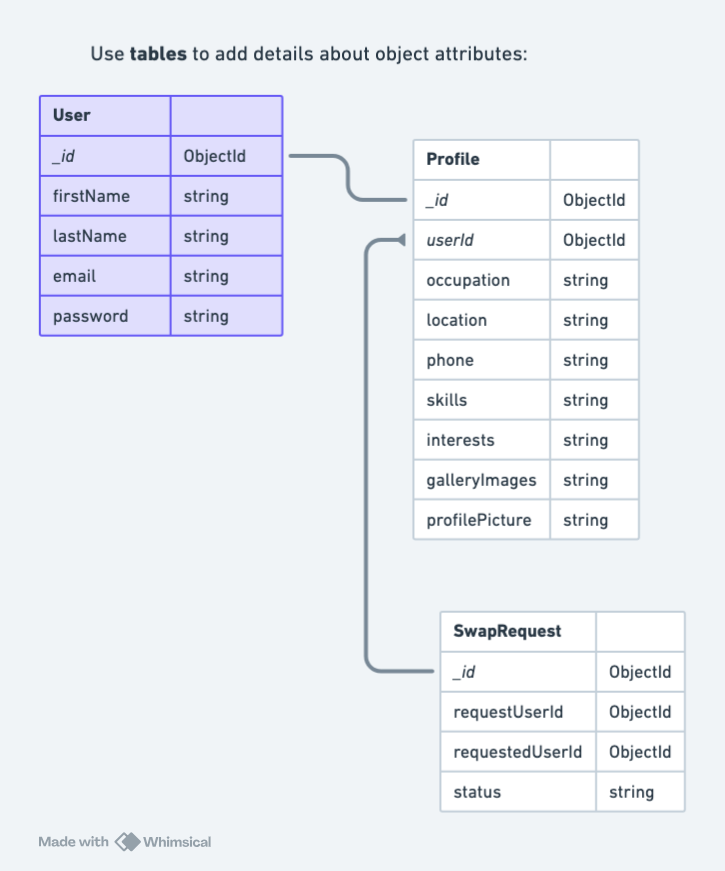 Use tables to add details about object attributes:
User
_id ObjectId
firstName string
lastName string
email string
password string
Profile
_id ObjectId
userId ObjectId
occupation string
location string
phone string
skills string
interests string
galleryImages string
profilePicture string
SwapRequest
_id ObjectId
requestUserId ObjectId
requestedUserId ObjectId
status string
Made with Whimsical